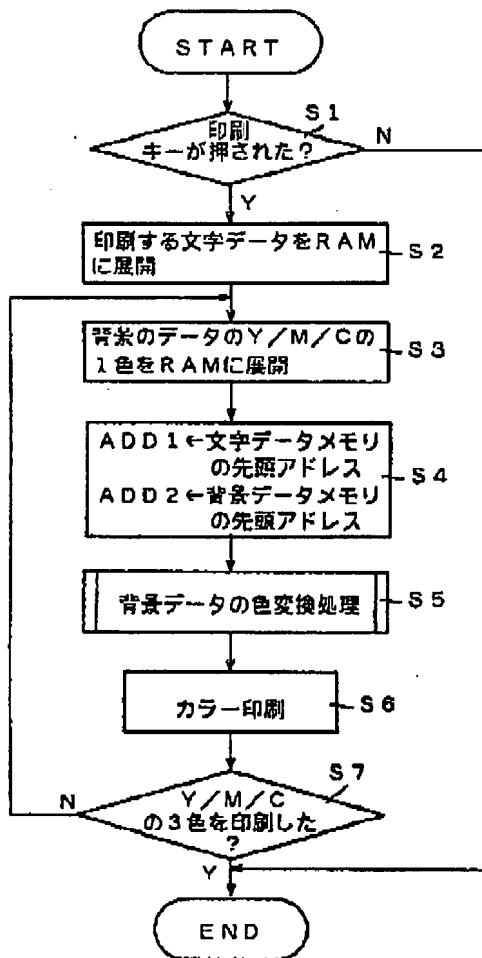 START
S1
印刷
キーが押された?
N
Y
印刷する文字データをRAM
に展開
S2
背景のデータのY/M/Cの
1色をRAMに展開
S3
ADD1←文字データメモリ
の先頭アドレス
ADD2←背景データメモリ
の先頭アドレス
S4
背景データの色変換処理
S5
カラー印刷
S6
S7
N
Y/M/C
の3色を印刷した
?
Y
END